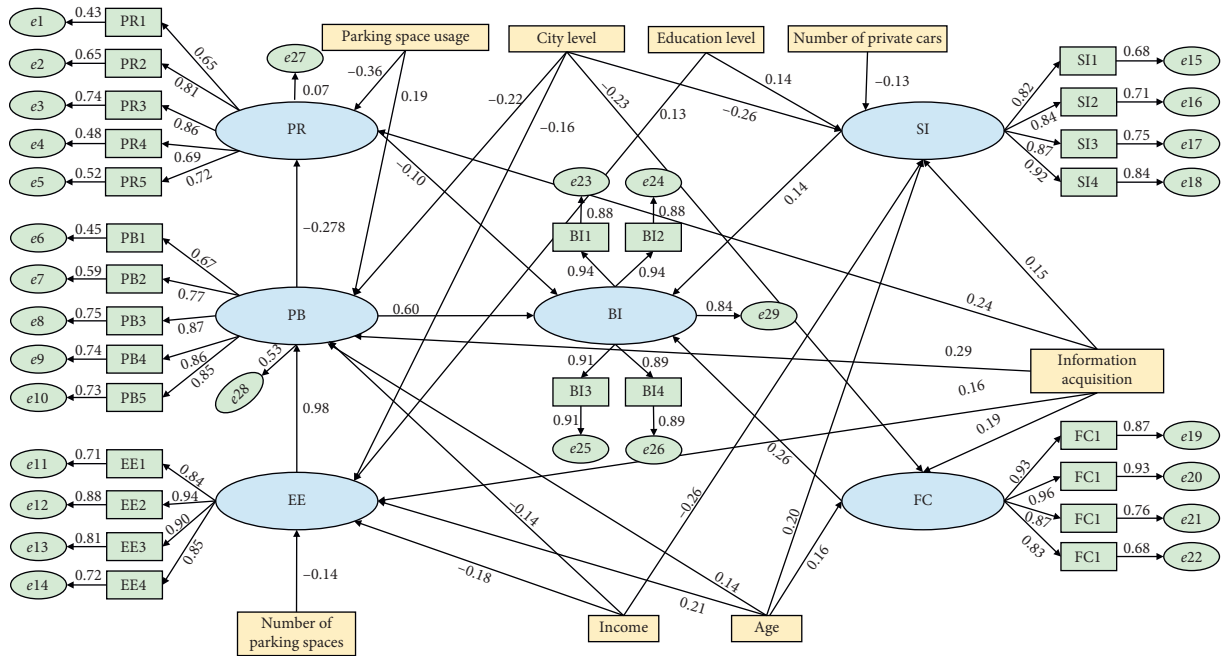 e1
0.43
PR1
e2
0.65
PR2
e3
0.74
PR3
e4
0.48
PR4
e5
0.52
PR5
0.65
0.81
0.86
0.69
0.72
e27
0.07
PR
Parking space usage
City level
Education level
Number of private cars
–0.36
0.19
–0.22
–0.16
–0.23
0.13
–0.26
0.14
–0.13
SI
0.82
0.84
0.87
0.92
SI1
0.68
e15
SI2
0.71
e16
SI3
0.75
e17
SI4
0.84
e18
–0.10
0.14
–0.278
0.15
0.24
e6
0.45
PB1
e7
0.59
PB2
e8
0.75
PB3
e9
0.74
PB4
e10
0.73
PB5
0.67
0.77
0.87
0.86
0.85
PB
0.53
e28
0.60
e23
e24
0.88
0.88
BI1
BI2
0.94
0.94
BI
0.84
e29
0.91
0.89
BI3
BI4
0.91
0.89
e25
e26
0.29
0.16
0.19
Information
acquisition
0.98
e11
0.71
EE1
e12
0.88
EE2
e13
0.81
EE3
e14
0.72
EE4
0.84
0.94
0.90
0.85
EE
0.26
FC
0.93
0.96
0.87
0.83
FC1
0.87
e19
FC1
0.93
e20
FC1
0.76
e21
FC1
0.68
e22
–0.14
–0.18
–0.14
0.14
0.21
–0.26
0.20
0.16
Number of
parking spaces
Income
Age